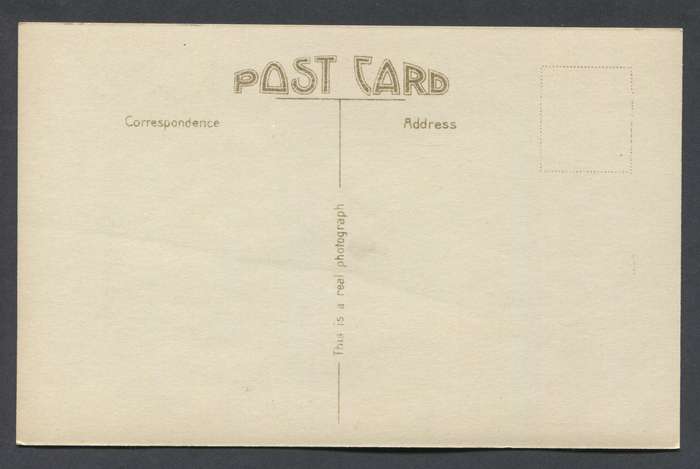 POST CARD
Correspondence
Address
This is a real photograph